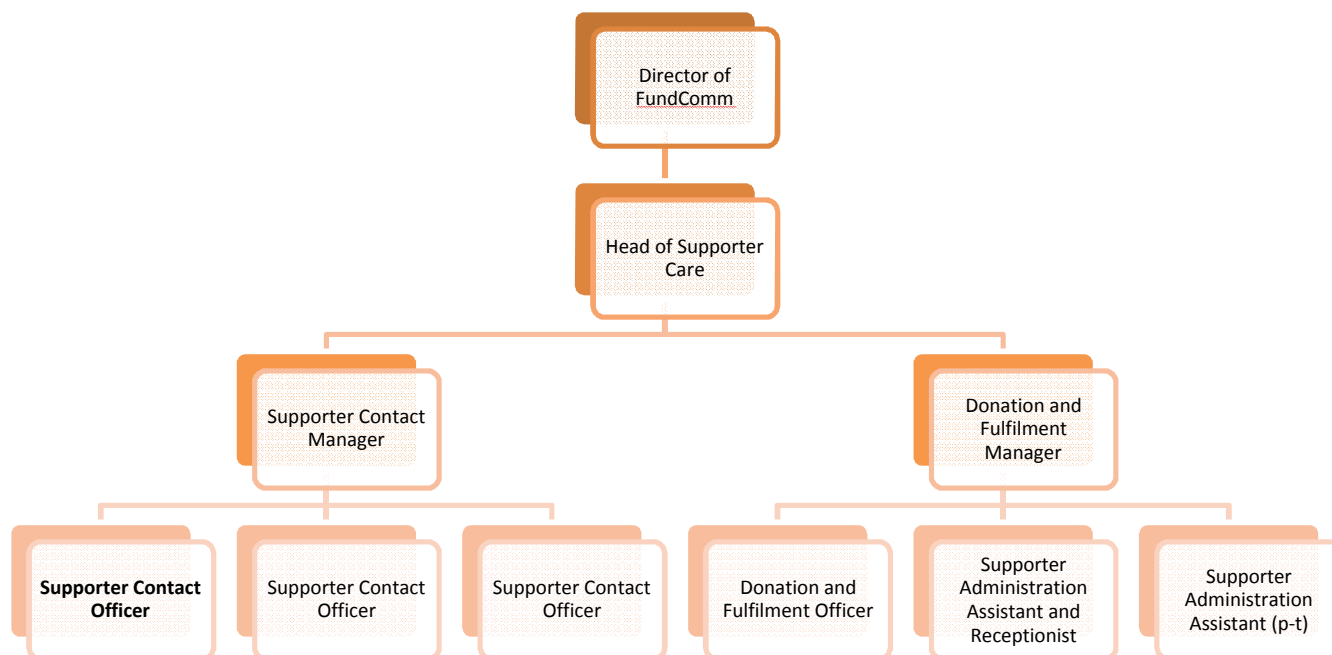 Director of
FundComm
Head of Supporter
Care
Supporter Contact
Manager
Donation and
Fulfilment
Manager
Supporter Contact
Officer
Supporter Contact
Officer
Supporter Contact
Officer
Donation and
Fulfilment Officer
Supporter
Administration
Assistant and
Receptionist
Supporter
Administration
Assistant (p-t)